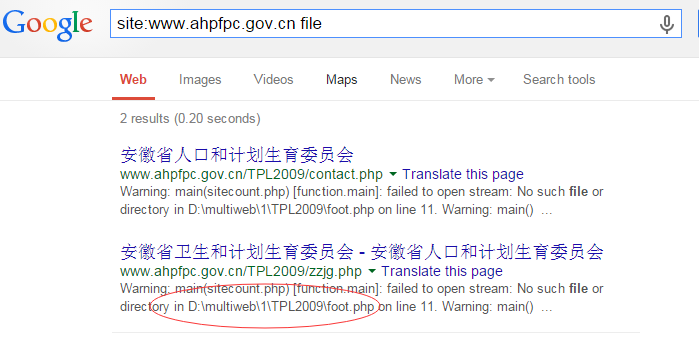 Google
site:www.ahpfpc.gov.cn file
Web Images Videos Maps News More Search tools
2 results (0.20 seconds)
安徽省人口和计划生育委员会
www.ahpfpc.gov.cn/TPL2009/contact.php Translate this page
Warning: main(sitecount.php) [function.main]: failed to open stream: No such file or
directory in D:\multiweb\1\TPL2009\foot.php on line 11. Warning: main() ...
安徽省卫生和计划生育委员会 - 安徽省人口和计划生育委员会
www.ahpfpc.gov.cn/TPL2009/zzjg.php Translate this page
Warning: main(sitecount.php) [function.main]: failed to open stream: No such file or
directory in D:\multiweb\1\TPL2009\foot.php on line 11. Warning: main() ...